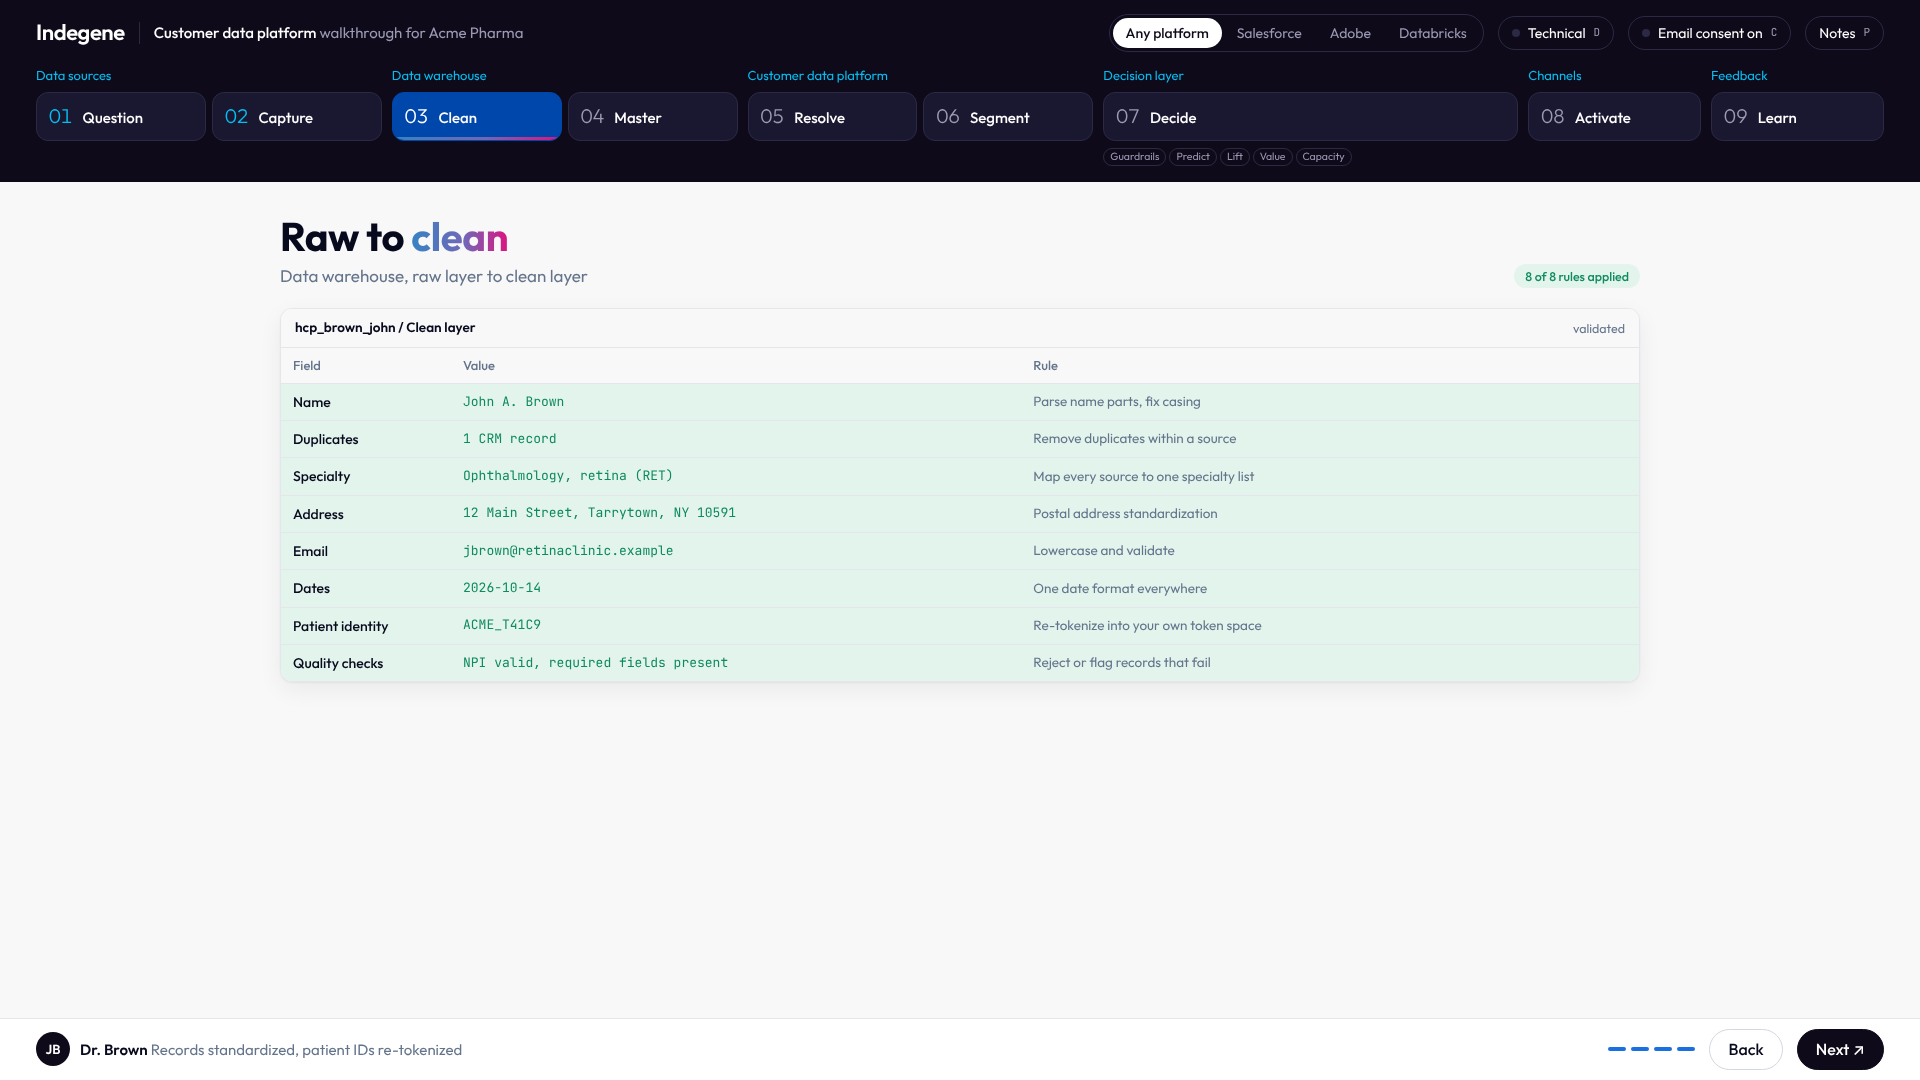 Indegene
Customer data platform walkthrough for Acme Pharma
Any platform
Salesforce
Adobe
Databricks
Technical D
Email consent on C
Notes P
Data sources
Data warehouse
Customer data platform
Decision layer
Channels
Feedback
01 Question
02 Capture
03 Clean
04 Master
05 Resolve
06 Segment
07 Decide
08 Activate
09 Learn
Guardrails
Predict
Lift
Value
Capacity
Raw to clean
Data warehouse, raw layer to clean layer
8 of 8 rules applied
hcp_brown_john / Clean layer
validated
Field Value Rule
Name John A. Brown Parse name parts, fix casing
Duplicates 1 CRM record Remove duplicates within a source
Specialty Ophthalmology, retina (RET) Map every source to one specialty list
Address 12 Main Street, Tarrytown, NY 10591 Postal address standardization
Email jbrown@retinaclinic.example Lowercase and validate
Dates 2026-10-14 One date format everywhere
Patient identity ACME_T41C9 Re-tokenize into your own token space
Quality checks NPI valid, required fields present Reject or flag records that fail
JB
Dr. Brown Records standardized, patient IDs re-tokenized
Back
Next ↗